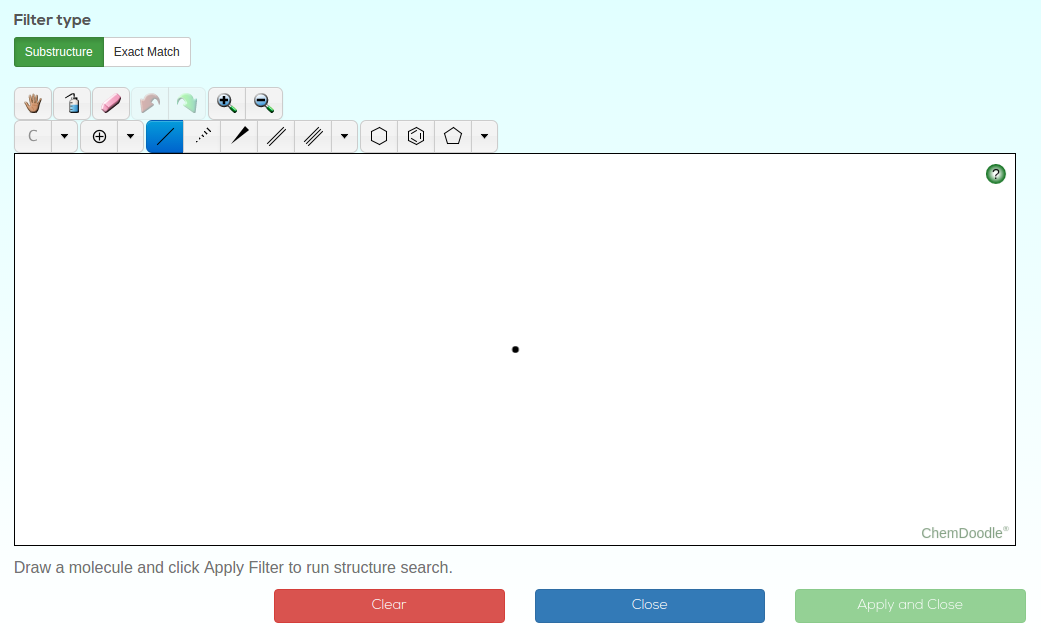 Filter type
Substructure Exact Match
C
?
ChemDoodle®
Draw a molecule and click Apply Filter to run structure search.
Clear Close Apply and Close